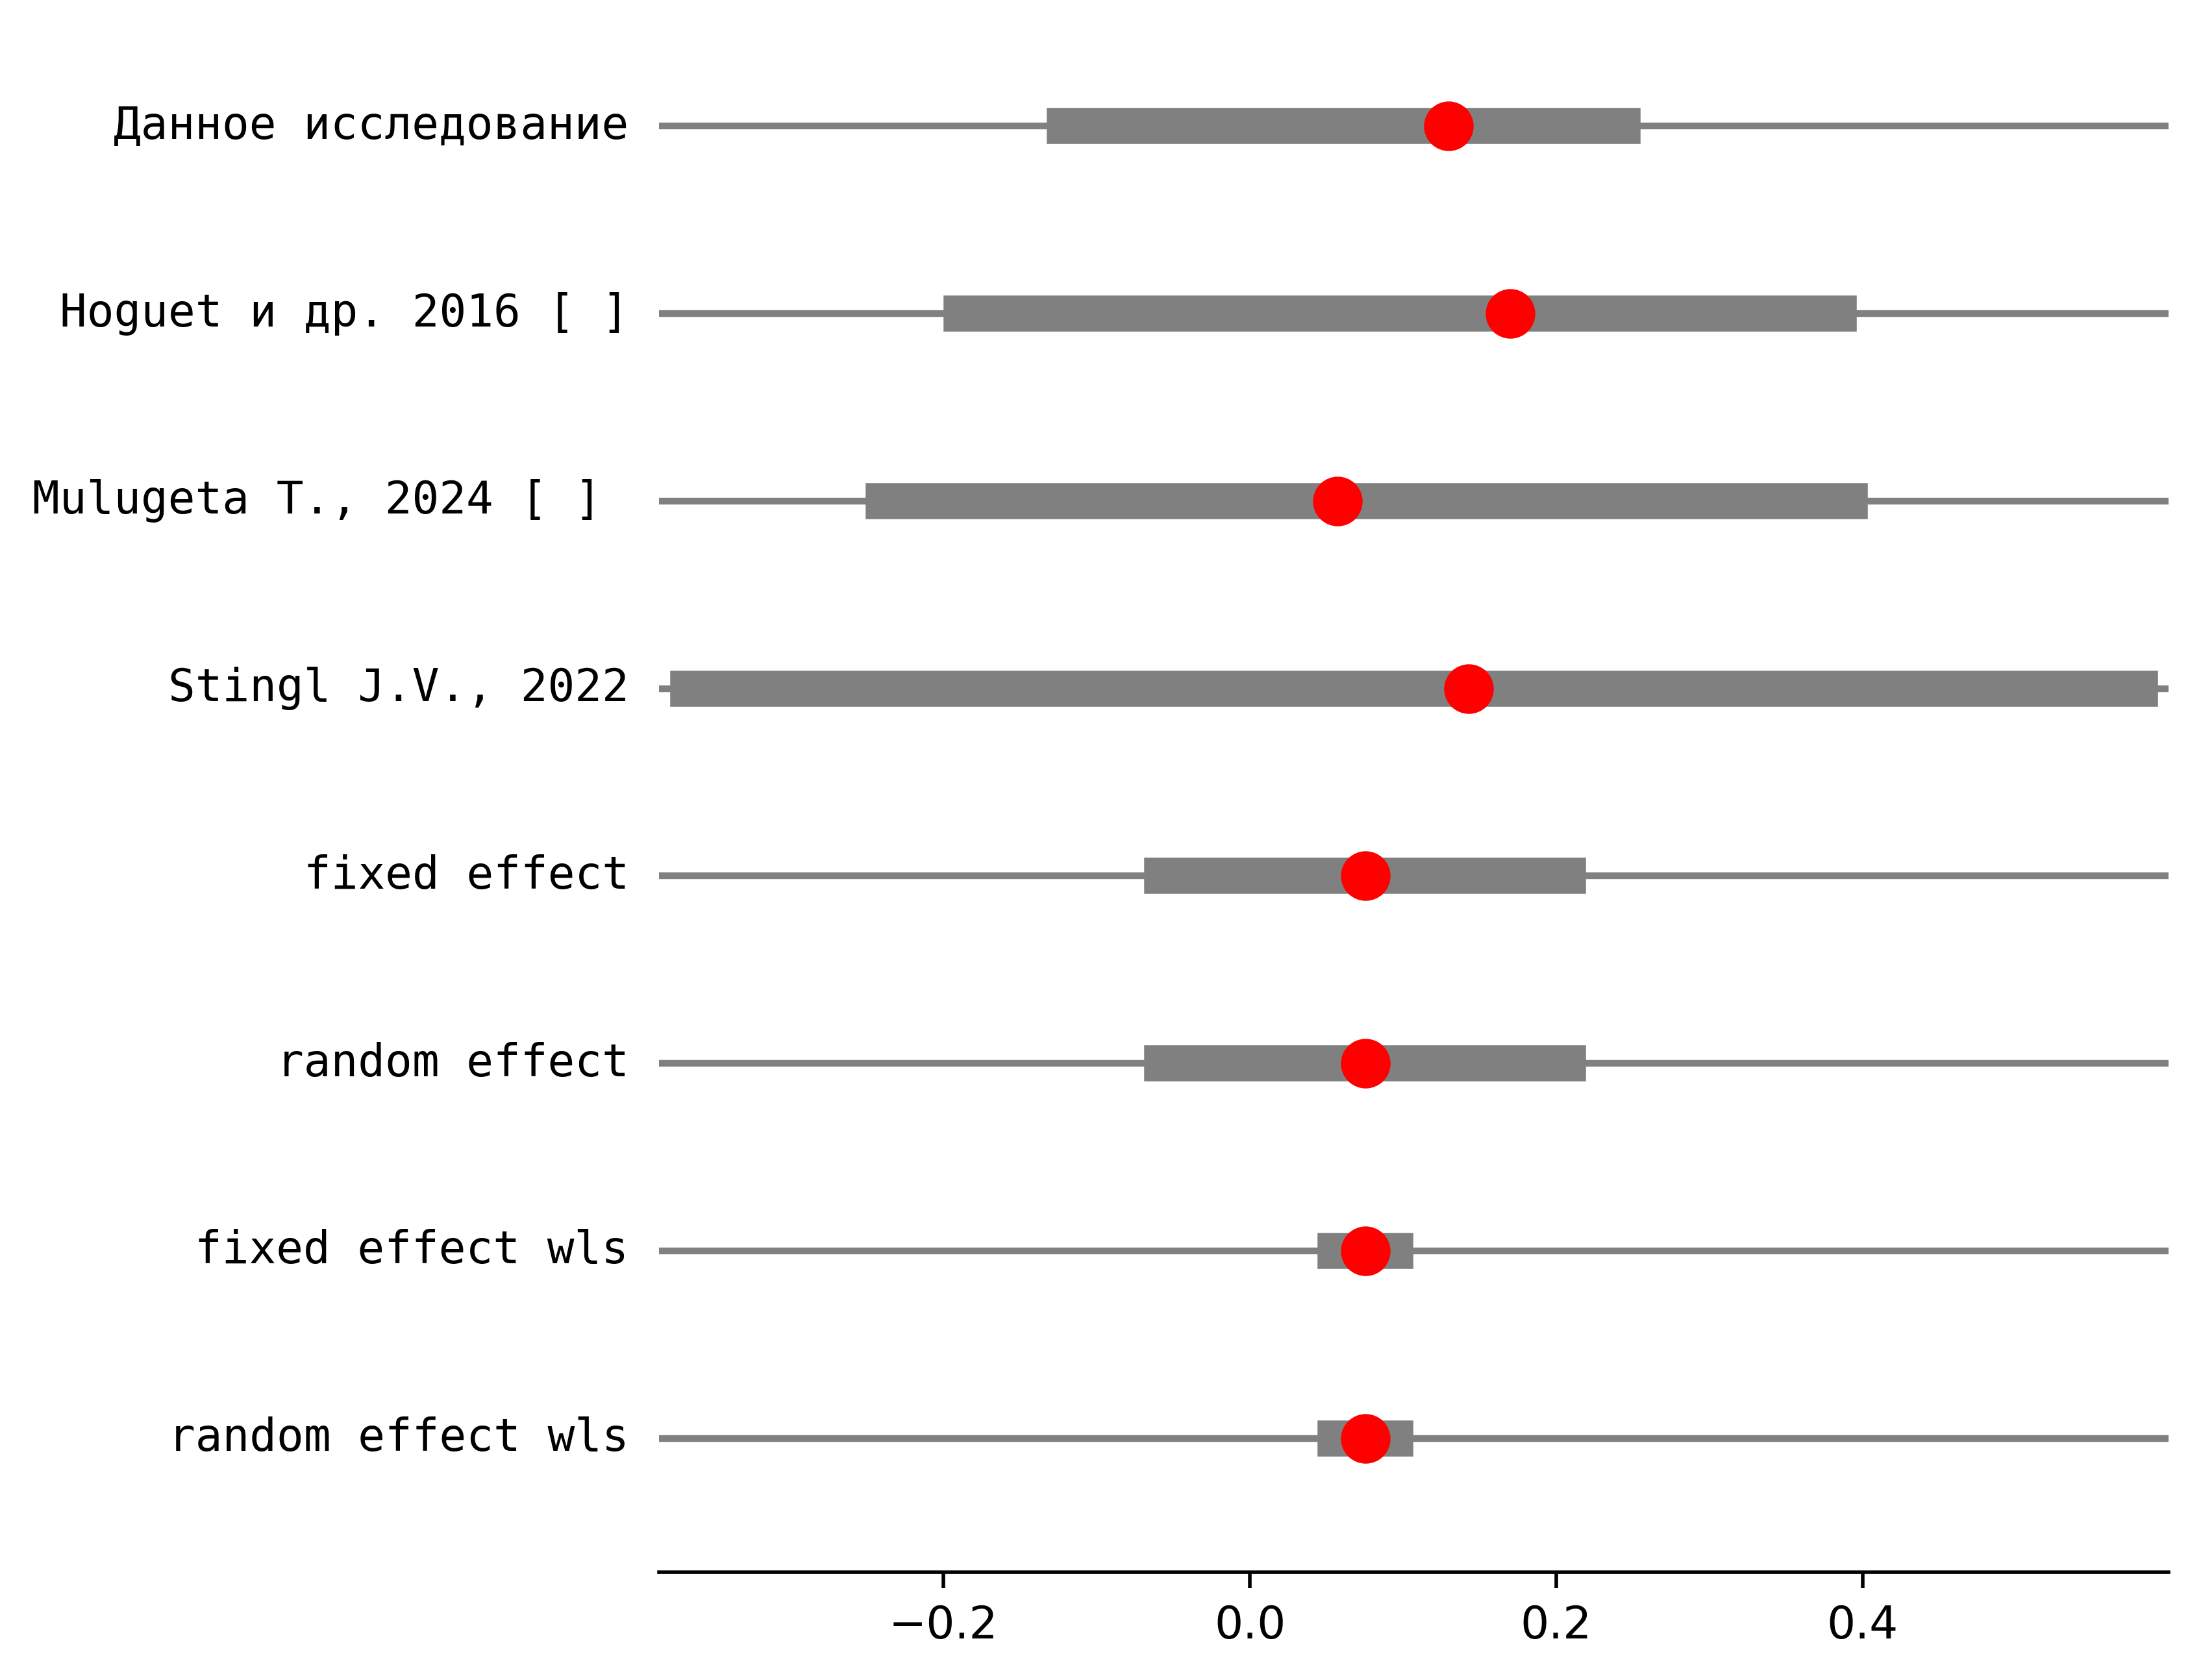 Данное исследование
Hoguet и др. 2016 [ ]
Mulugeta T., 2024 [ ]
Stingl J.V., 2022
fixed effect
random effect
fixed effect wls
random effect wls
−0.2 0.0 0.2 0.4